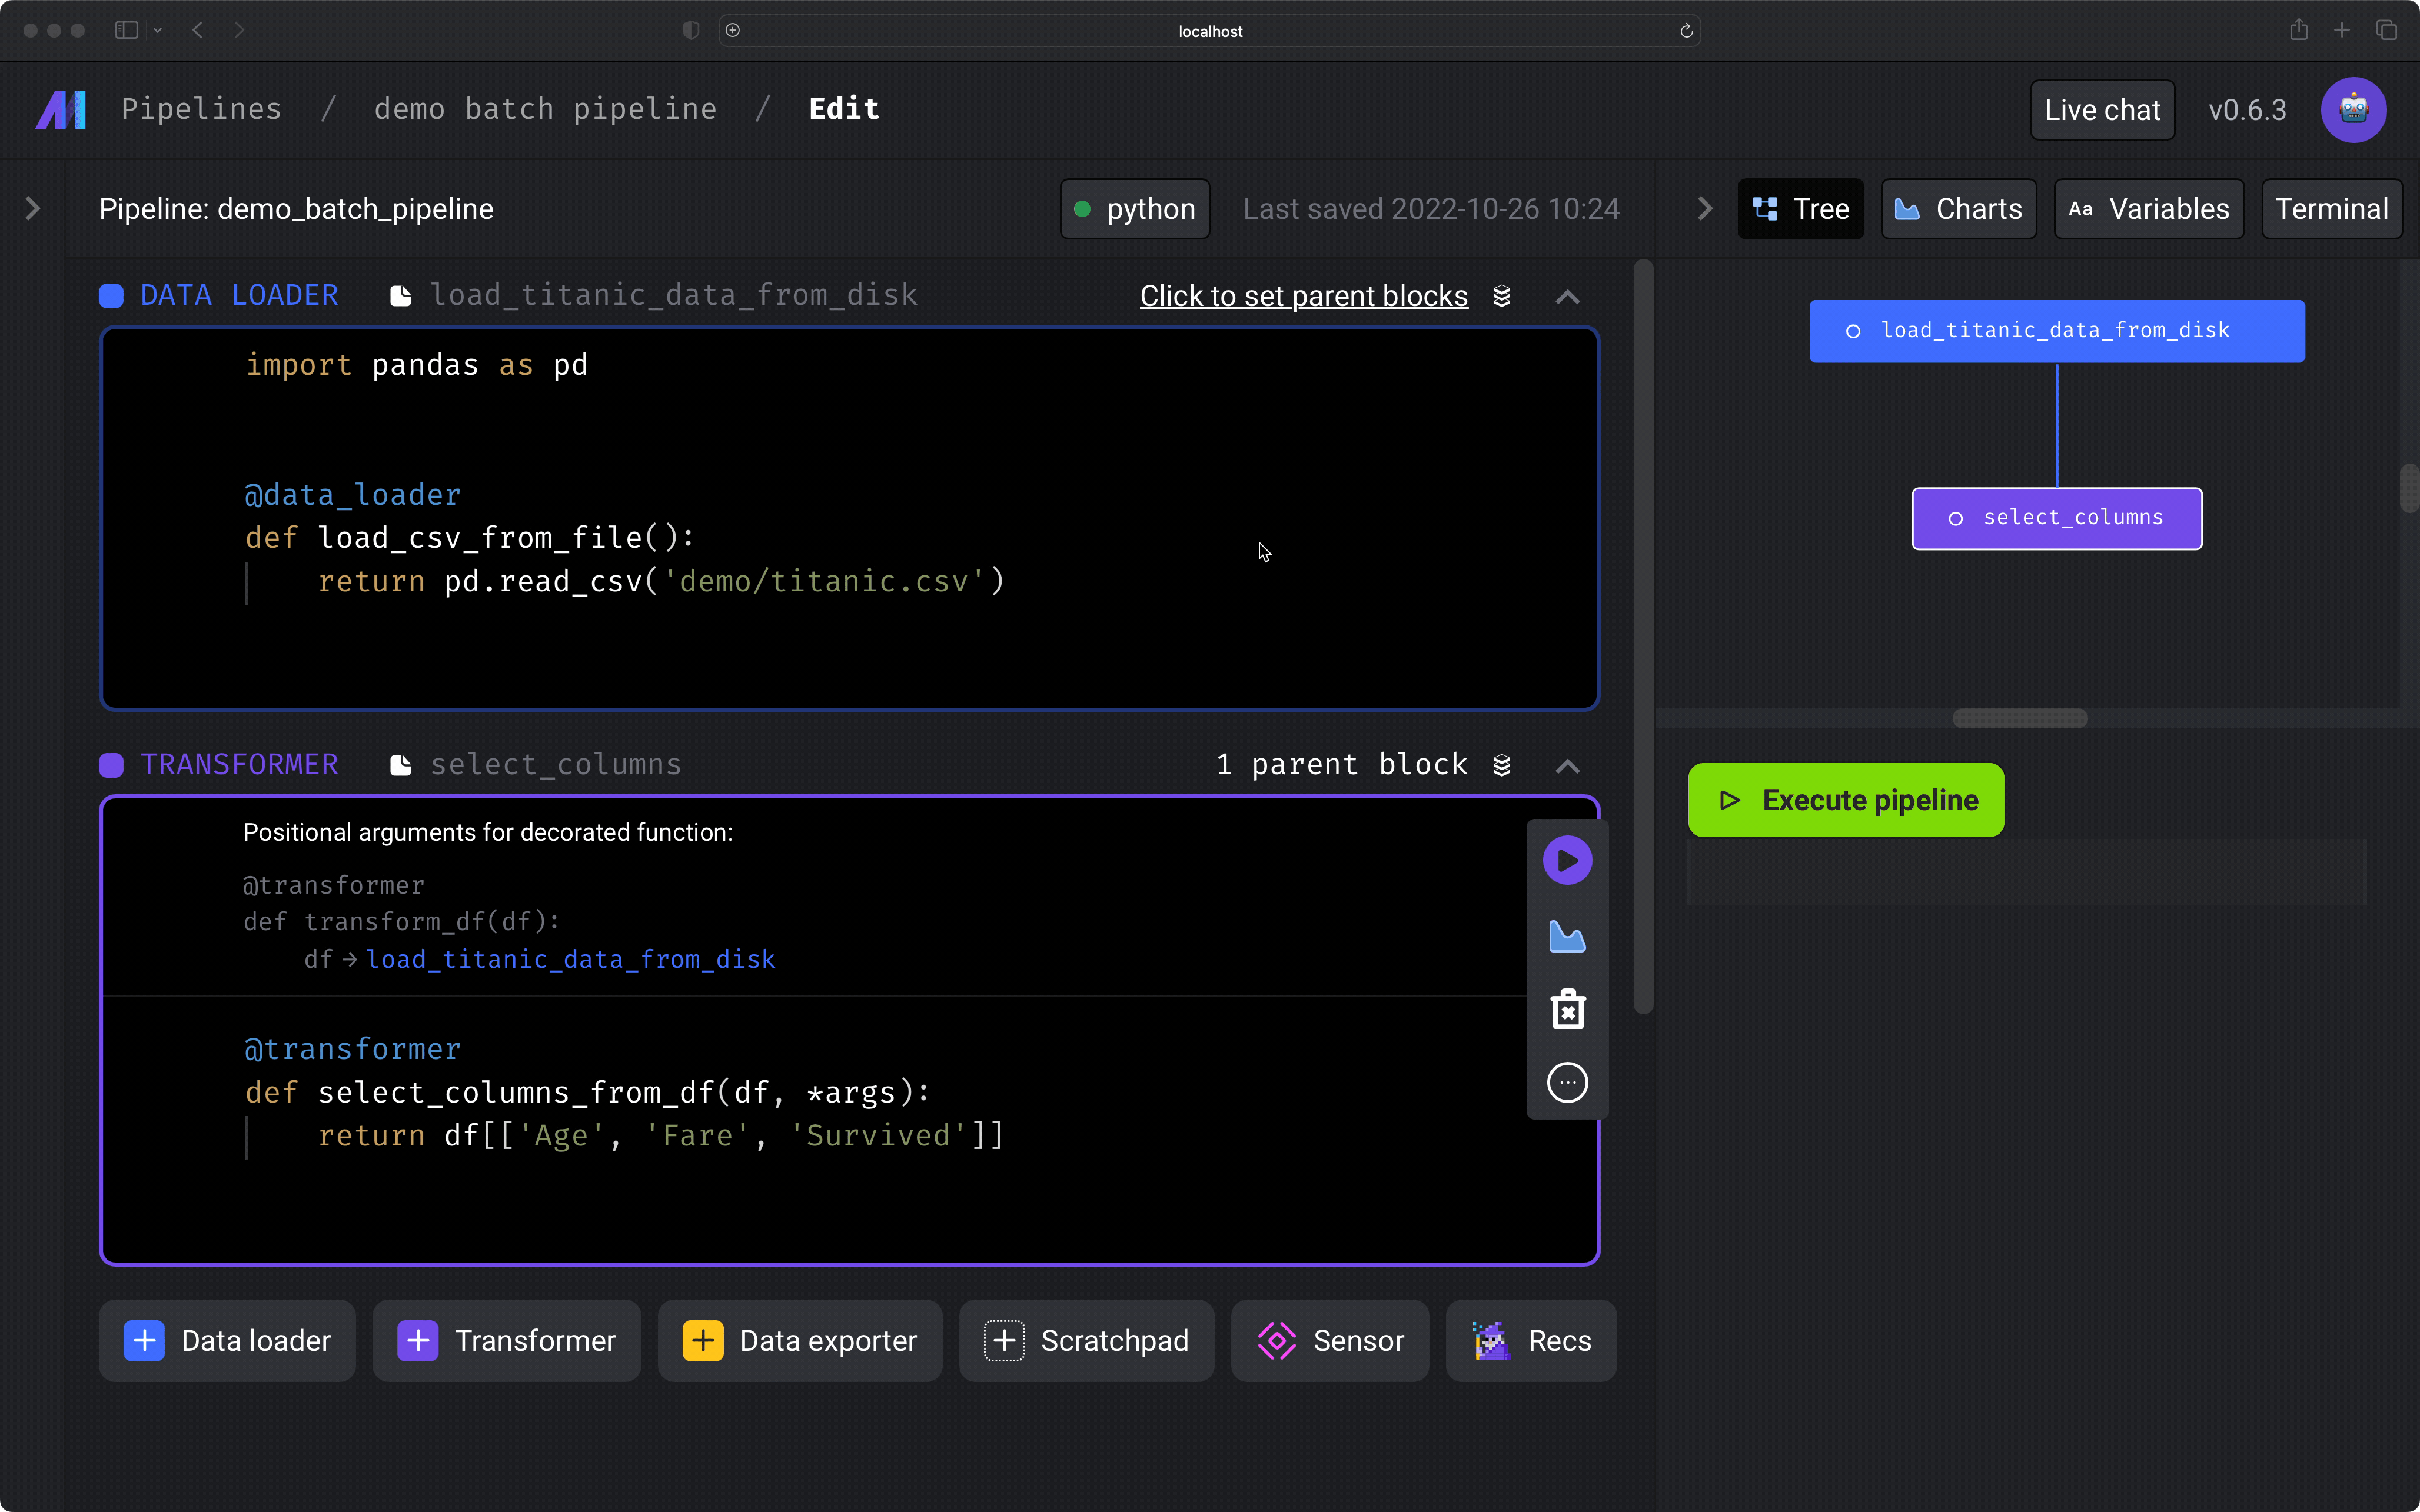 localhost
Pipelines / demo batch pipeline / Edit
Live chat v0.6.3
Pipeline: demo_batch_pipeline
python Last saved 2022-10-26 10:24
Tree Charts Aa Variables Terminal
DATA LOADER load_titanic_data_from_disk Click to set parent blocks
import pandas as pd
@data_loader
def load_csv_from_file():
return pd.read_csv('demo/titanic.csv')
TRANSFORMER select_columns 1 parent block
Positional arguments for decorated function:
@transformer
def transform_df(df):
df → load_titanic_data_from_disk
@transformer
def select_columns_from_df(df, *args):
return df[['Age', 'Fare', 'Survived']]
Data loader Transformer Data exporter Scratchpad Sensor Recs
load_titanic_data_from_disk
select_columns
Execute pipeline